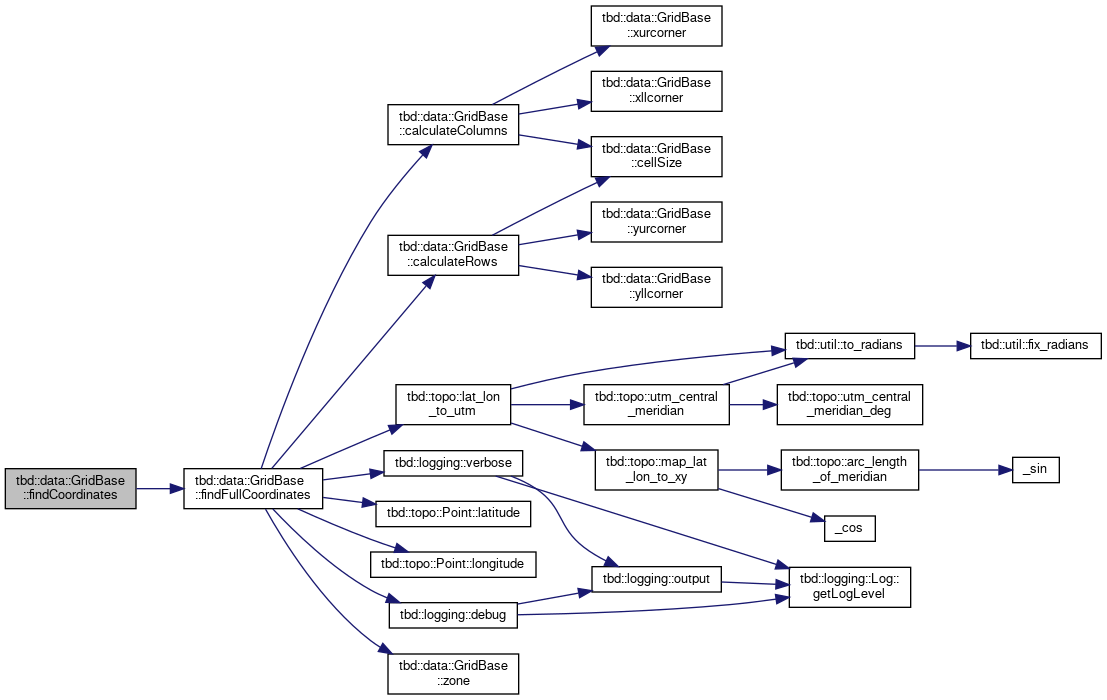 tbd::data::GridBase
::findCoordinates
tbd::data::GridBase
::findFullCoordinates
tbd::data::GridBase
::calculateColumns
tbd::data::GridBase
::xurcorner
tbd::data::GridBase
::xllcorner
tbd::data::GridBase
::cellSize
tbd::data::GridBase
::calculateRows
tbd::data::GridBase
::yurcorner
tbd::data::GridBase
::yllcorner
tbd::topo::lat_lon
_to_utm
tbd::util::to_radians
tbd::util::fix_radians
tbd::topo::utm_central
_meridian
tbd::topo::utm_central
_meridian_deg
tbd::topo::map_lat
_lon_to_xy
tbd::topo::arc_length
_of_meridian
_sin
_cos
tbd::logging::verbose
tbd::topo::Point::latitude
tbd::topo::Point::longitude
tbd::logging::output
tbd::logging::Log::
getLogLevel
tbd::logging::debug
tbd::data::GridBase
::zone